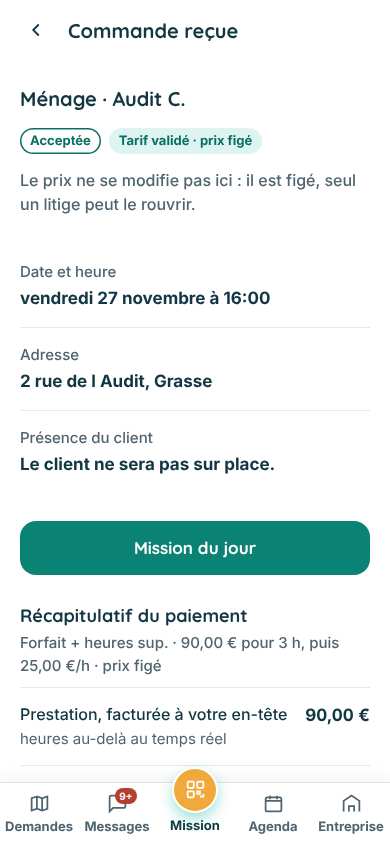 Commande reçue
Ménage · Audit C.
Acceptée
Tarif validé · prix figé
Le prix ne se modifie pas ici : il est figé, seul
un litige peut le rouvrir.
Date et heure
vendredi 27 novembre à 16:00
Adresse
2 rue de l Audit, Grasse
Présence du client
Le client ne sera pas sur place.
Mission du jour
Récapitulatif du paiement
Forfait + heures sup. · 90,00 € pour 3 h, puis
25,00 €/h · prix figé
Prestation, facturée à votre en-tête 90,00 €
heures au-delà au temps réel
9+
Demandes Messages Mission Agenda Entreprise